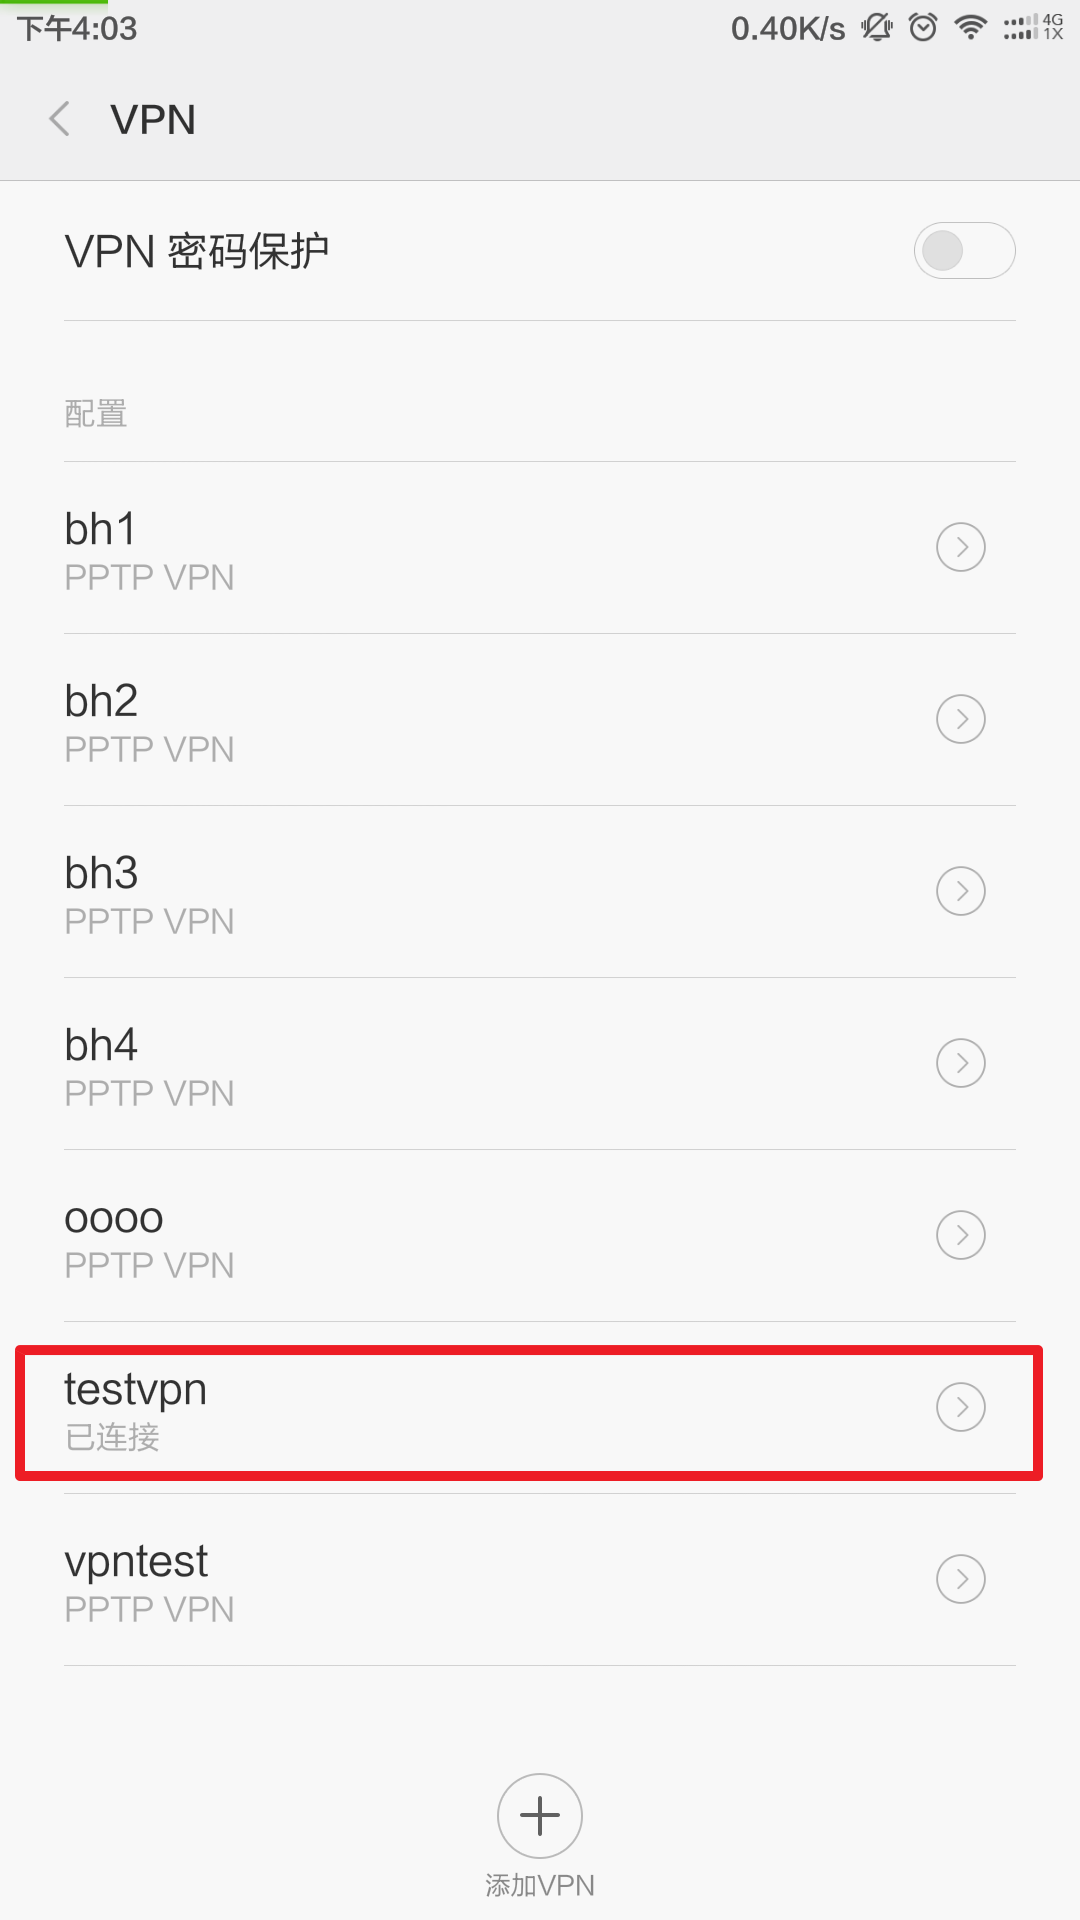 下午4:03 0.40K/s 4G 1X
VPN
VPN 密码保护
配置
bh1
PPTP VPN
bh2
PPTP VPN
bh3
PPTP VPN
bh4
PPTP VPN
oooo
PPTP VPN
testvpn
已连接
vpntest
PPTP VPN
添加VPN